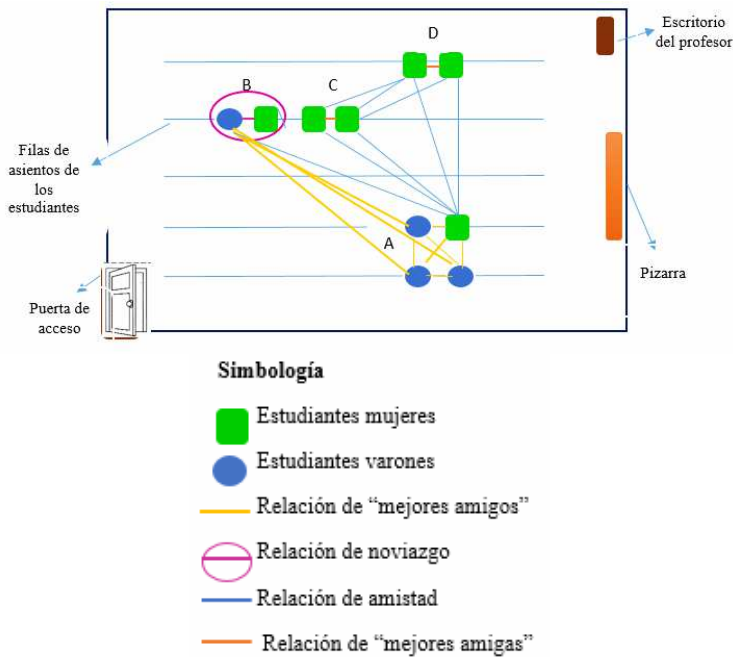 Escritorio
del profesor
D
B
C
Filas de
asientos de
los
estudiantes
A
Pizarra
Puerta de
acceso
Simbología
Estudiantes mujeres
Estudiantes varones
Relación de “mejores amigos”
Relación de noviazgo
Relación de amistad
Relación de “mejores amigas”